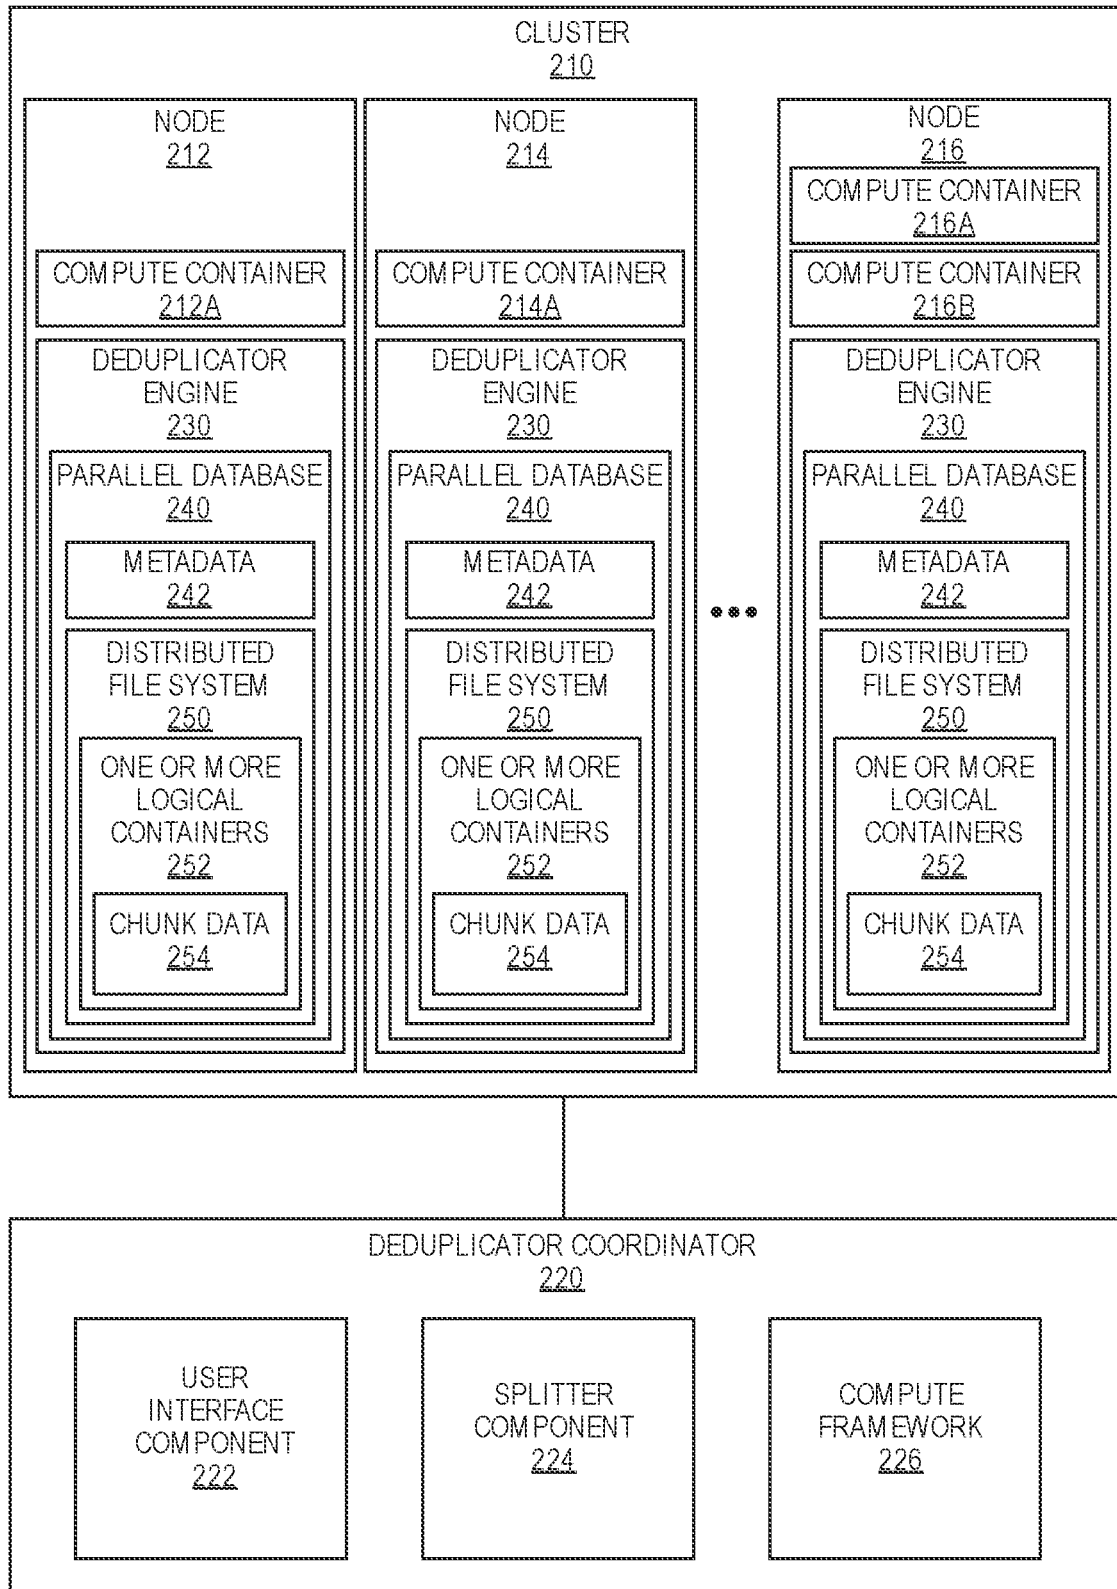 CLUSTER
210
NODE
212
COMPUTE CONTAINER
212A
DEDUPLICATOR
ENGINE
230
PARALLEL DATABASE
240
METADATA
242
DISTRIBUTED
FILE SYSTEM
250
ONE OR MORE
LOGICAL
CONTAINERS
252
CHUNK DATA
254
NODE
214
COMPUTE CONTAINER
214A
DEDUPLICATOR
ENGINE
230
PARALLEL DATABASE
240
METADATA
242
DISTRIBUTED
FILE SYSTEM
250
ONE OR MORE
LOGICAL
CONTAINERS
252
CHUNK DATA
254
•••
NODE
216
COMPUTE CONTAINER
216A
COMPUTE CONTAINER
216B
DEDUPLICATOR
ENGINE
230
PARALLEL DATABASE
240
METADATA
242
DISTRIBUTED
FILE SYSTEM
250
ONE OR MORE
LOGICAL
CONTAINERS
252
CHUNK DATA
254
DEDUPLICATOR COORDINATOR
220
USER
INTERFACE
COMPONENT
222
SPLITTER
COMPONENT
224
COMPUTE
FRAMEWORK
226